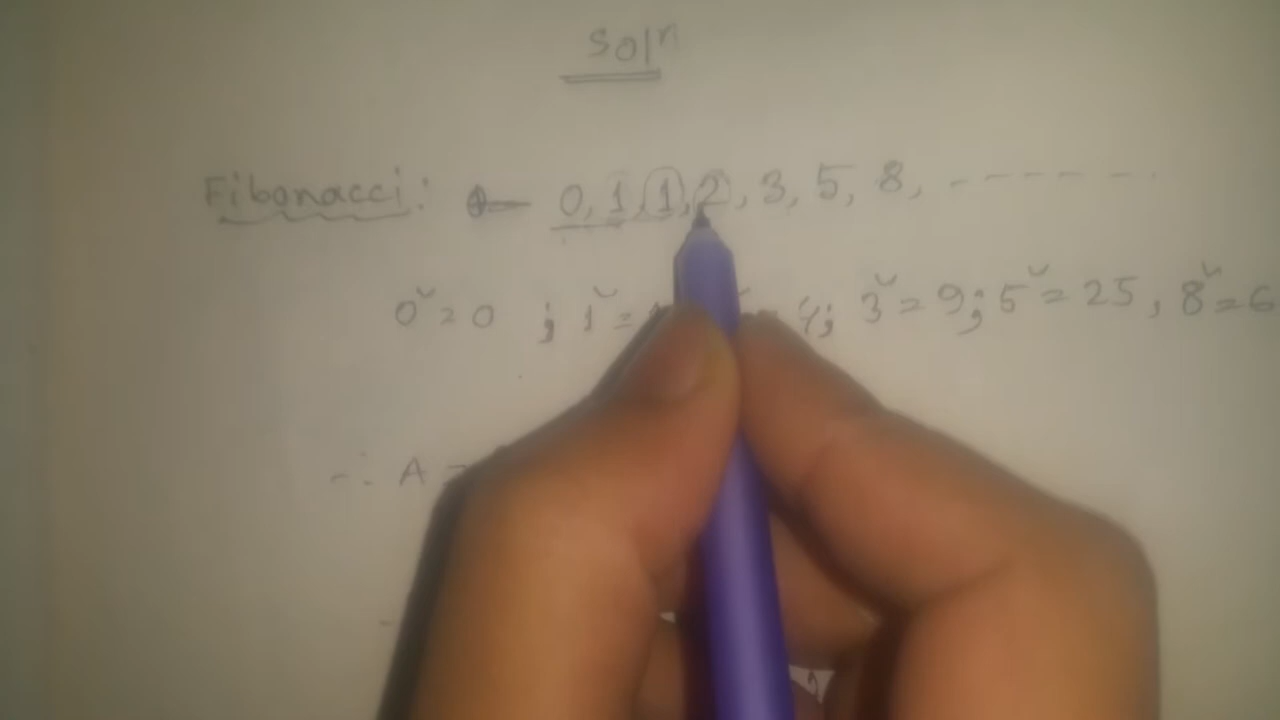 Soln
Fibonacci: 0, 1, 1, 2, 3, 5, 8, -------
0² = 0 ; 1² = 4; 3² = 9; 5² = 25, 8² = 6
∴ A